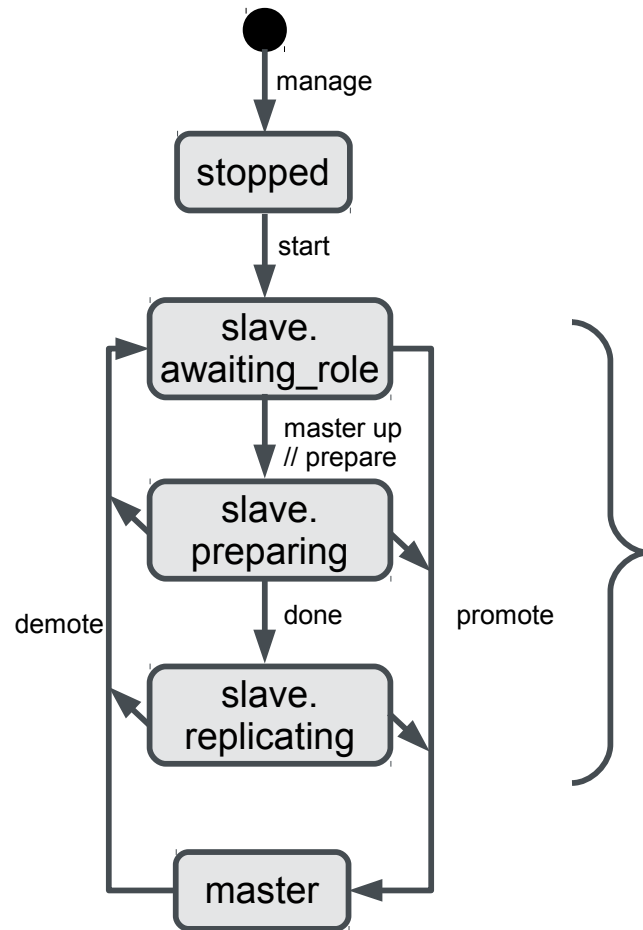 manage
stopped
start
slave.
awaiting_role
master up
// prepare
slave.
preparing
done
demote
promote
slave.
replicating
master